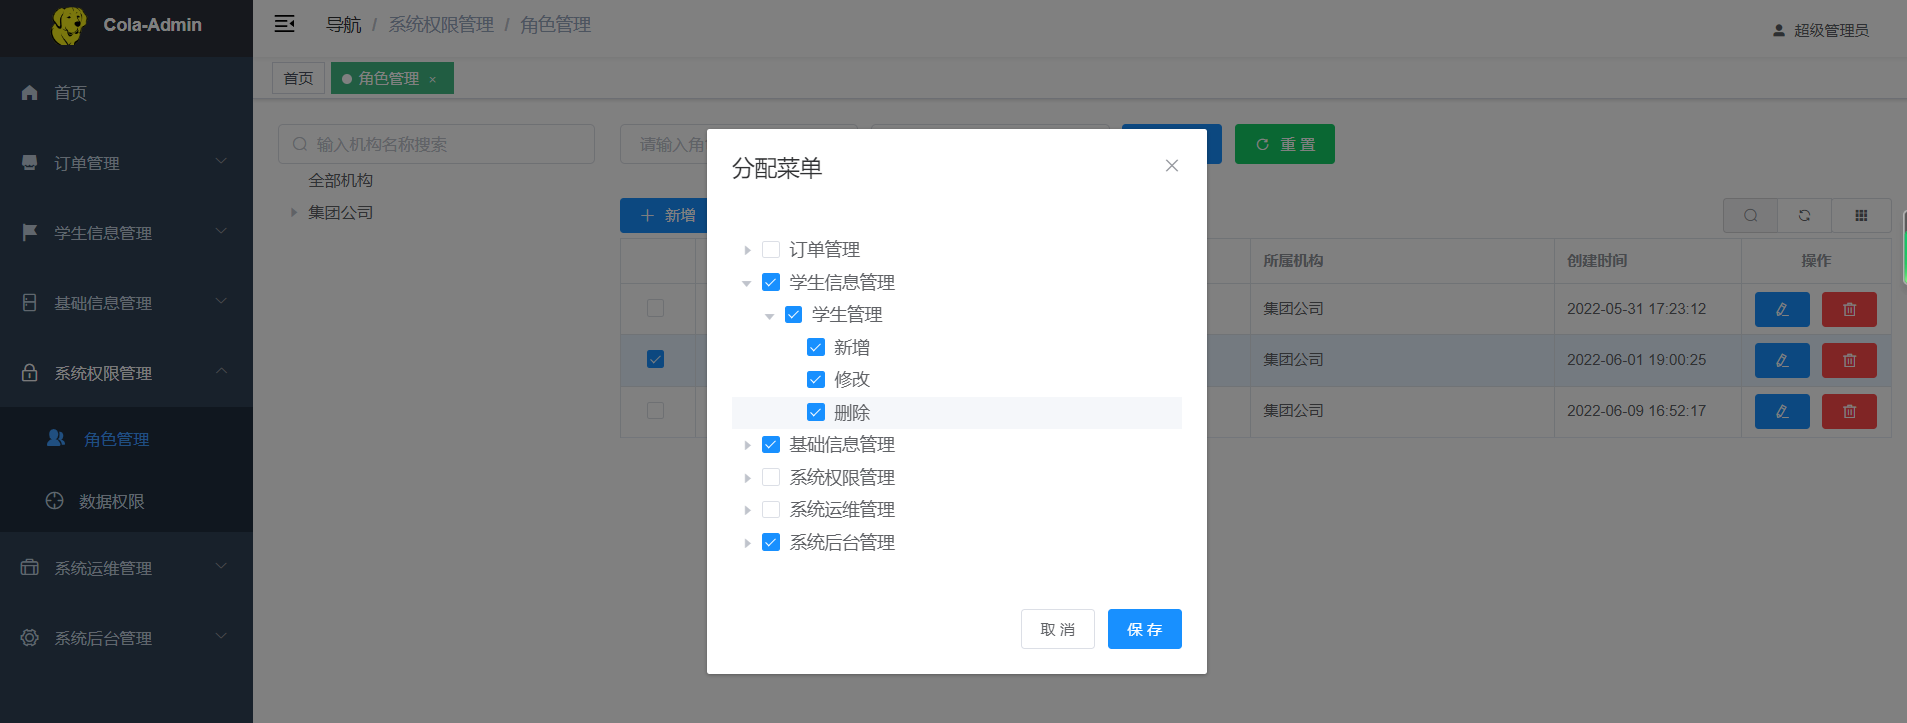 Cola-Admin
导航 / 系统权限管理 / 角色管理
超级管理员
首页
角色管理 ×
首页
订单管理
学生信息管理
基础信息管理
系统权限管理
角色管理
数据权限
系统运维管理
系统后台管理
输入机构名称搜索
全部机构
集团公司
请输入角
重置
新增
所属机构 创建时间 操作
集团公司 2022-05-31 17:23:12
集团公司 2022-06-01 19:00:25
集团公司 2022-06-09 16:52:17
分配菜单
订单管理
学生信息管理
学生管理
新增
修改
删除
基础信息管理
系统权限管理
系统运维管理
系统后台管理
取消 保存